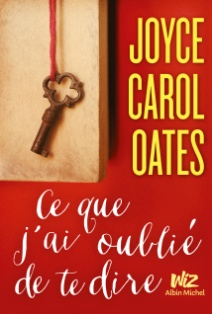 JOYCE
CAROL
OATES
Ce que
j'ai oublié
de te dire
WiZ
Albin Michel